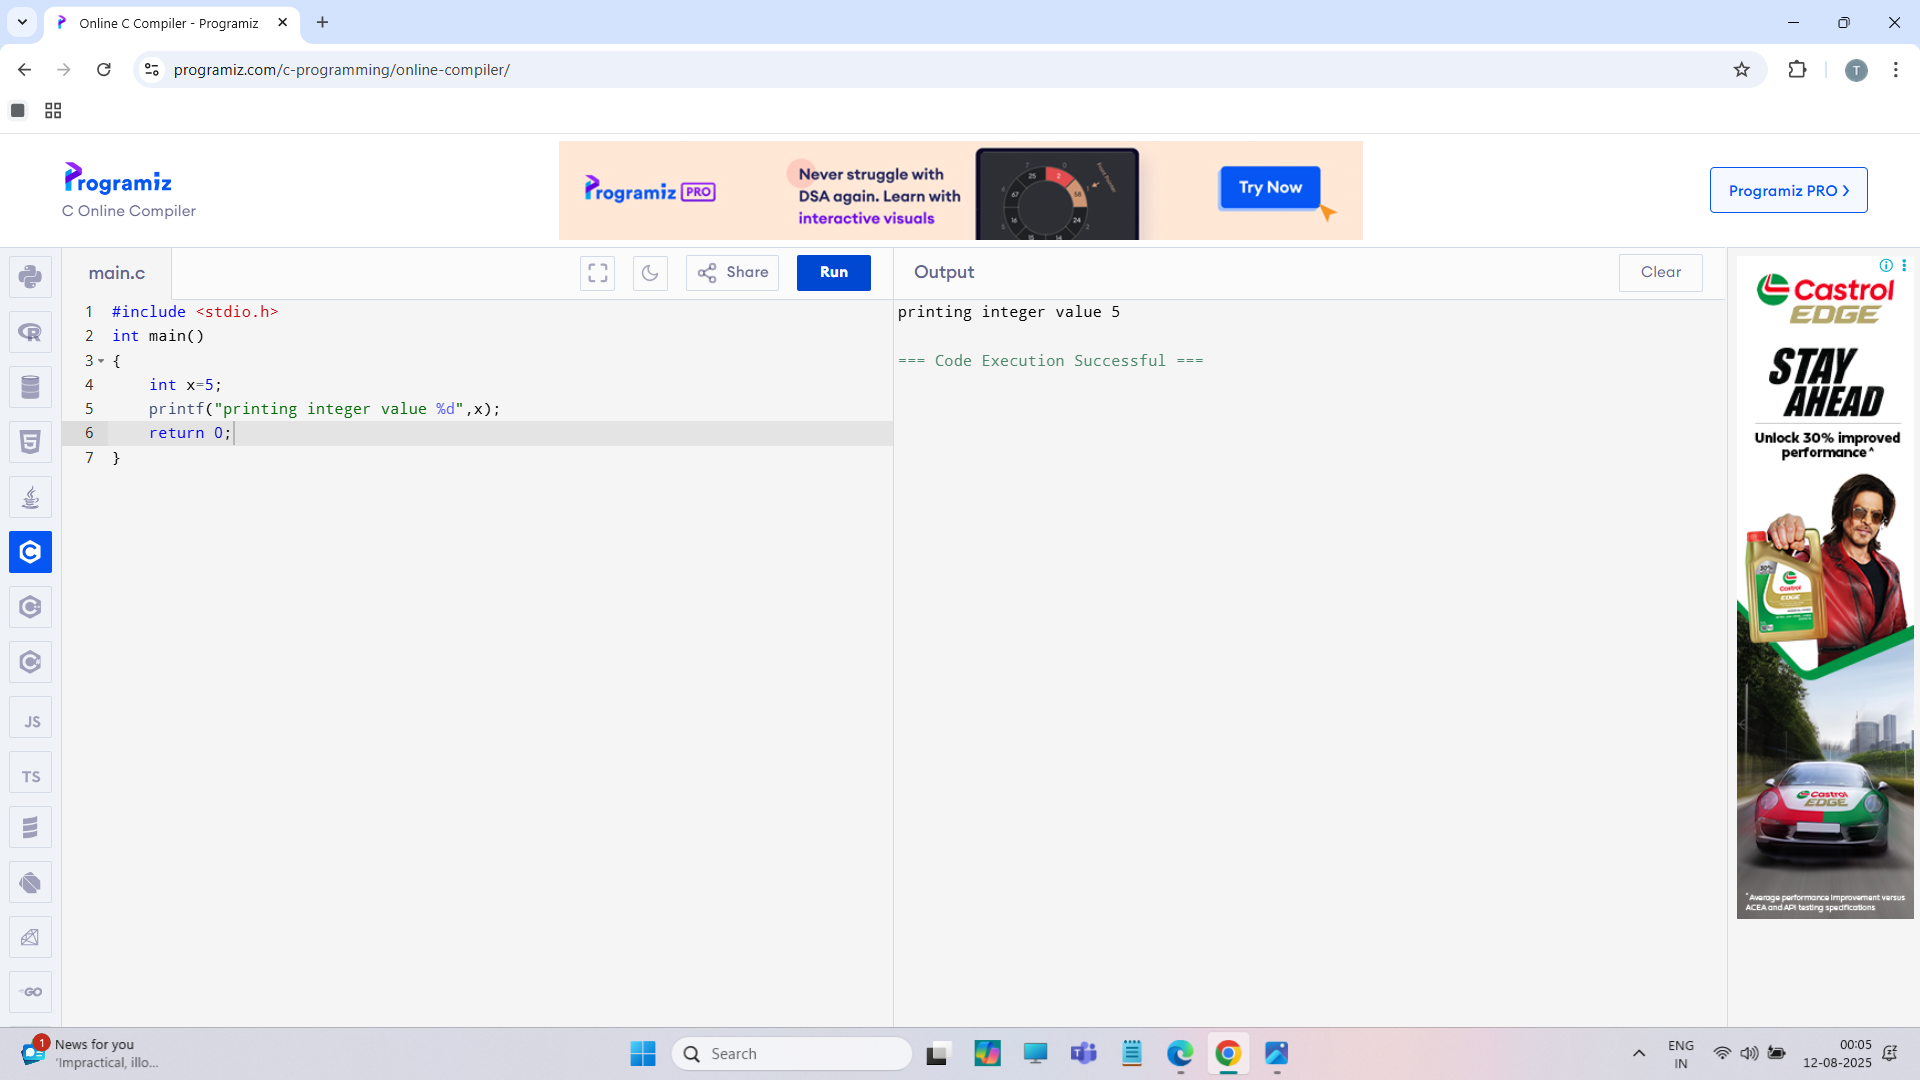 Online C Compiler - Programiz
programiz.com/c-programming/online-compiler/
T
Programiz
C Online Compiler
Programiz PRO
Never struggle with
DSA again. Learn with
interactive visuals
Try Now
Programiz PRO
main.c
Share
Run
Output
Clear
1 #include <stdio.h>
2 int main()
3 {
4 int x=5;
5 printf("printing integer value %d",x);
6 return 0;
7 }
printing integer value 5
=== Code Execution Successful ===
JS
TS
GO
Castrol
EDGE
STAY
AHEAD
Unlock 30% improved
performance^
Castrol
EDGE
^Average performance improvement versus
ACEA and API testing specifications
1
News for you
'Impractical, illo...
Search
ENG
IN
00:05
12-08-2025